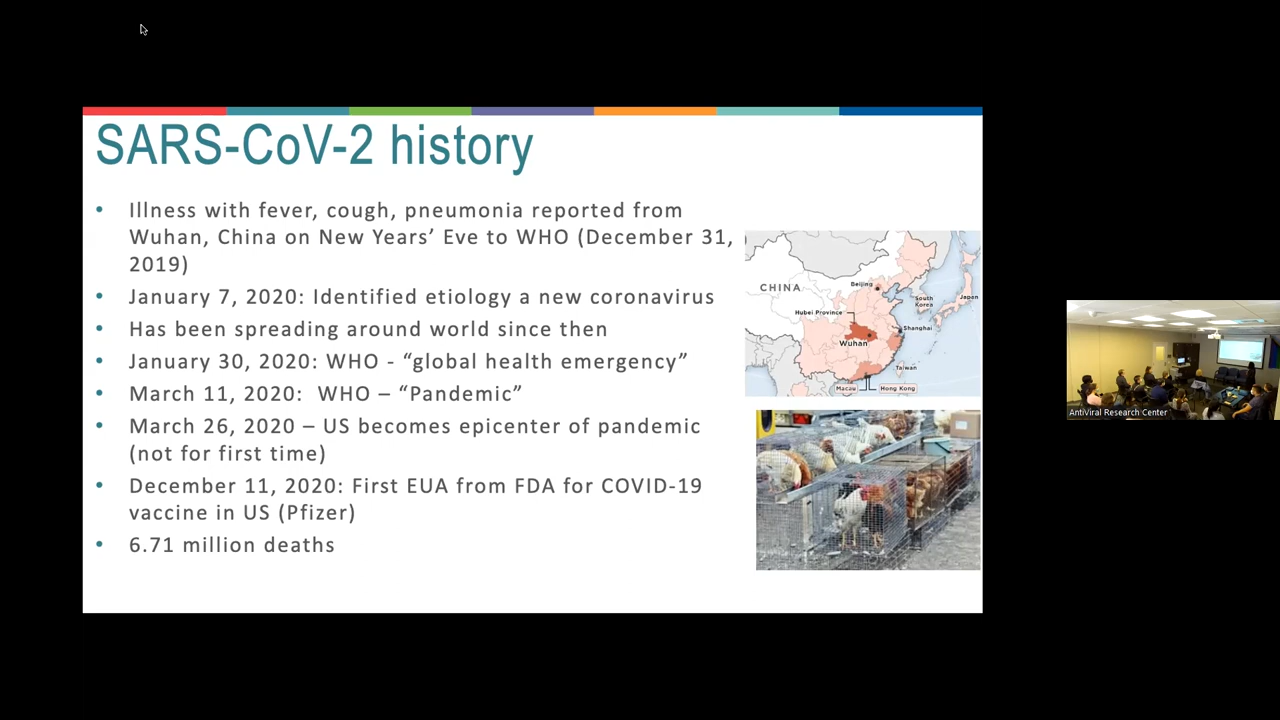 SARS-CoV-2 history
• Illness with fever, cough, pneumonia reported from
Wuhan, China on New Years’ Eve to WHO (December 31,
2019)
• January 7, 2020: Identified etiology a new coronavirus
• Has been spreading around world since then
• January 30, 2020: WHO - “global health emergency”
• March 11, 2020:  WHO – “Pandemic”
• March 26, 2020 – US becomes epicenter of pandemic
(not for first time)
• December 11, 2020: First EUA from FDA for COVID-19
vaccine in US (Pfizer)
• 6.71 million deaths
CHINA
Beijing
South
Korea
Japan
Hubei Province
Shanghai
Wuhan
Taiwan
Macau
Hong Kong
AntiViral Research Center